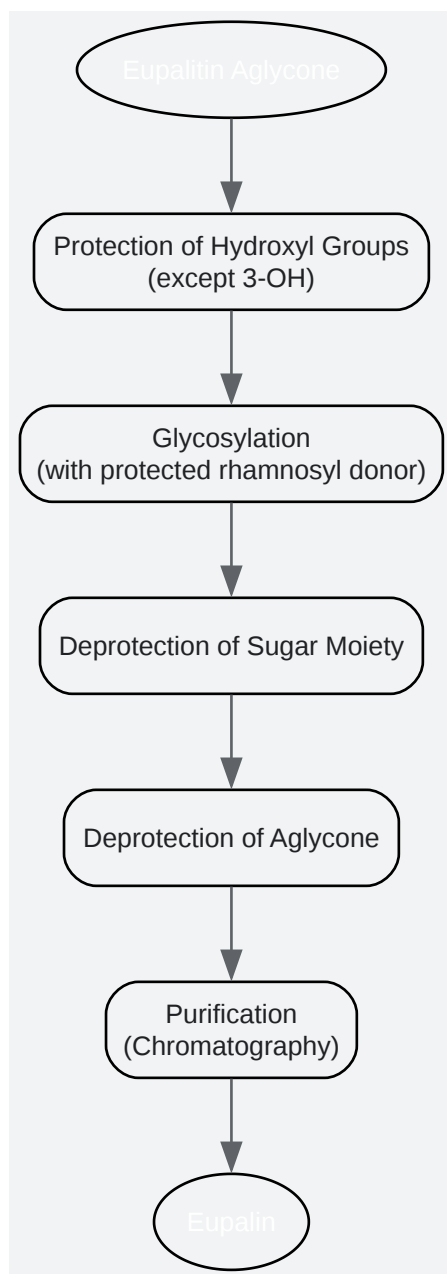 Eupalitin Aglycone
Protection of Hydroxyl Groups
(except 3-OH)
Glycosylation
(with protected rhamnosyl donor)
Deprotection of Sugar Moiety
Deprotection of Aglycone
Purification
(Chromatography)
Eupalin